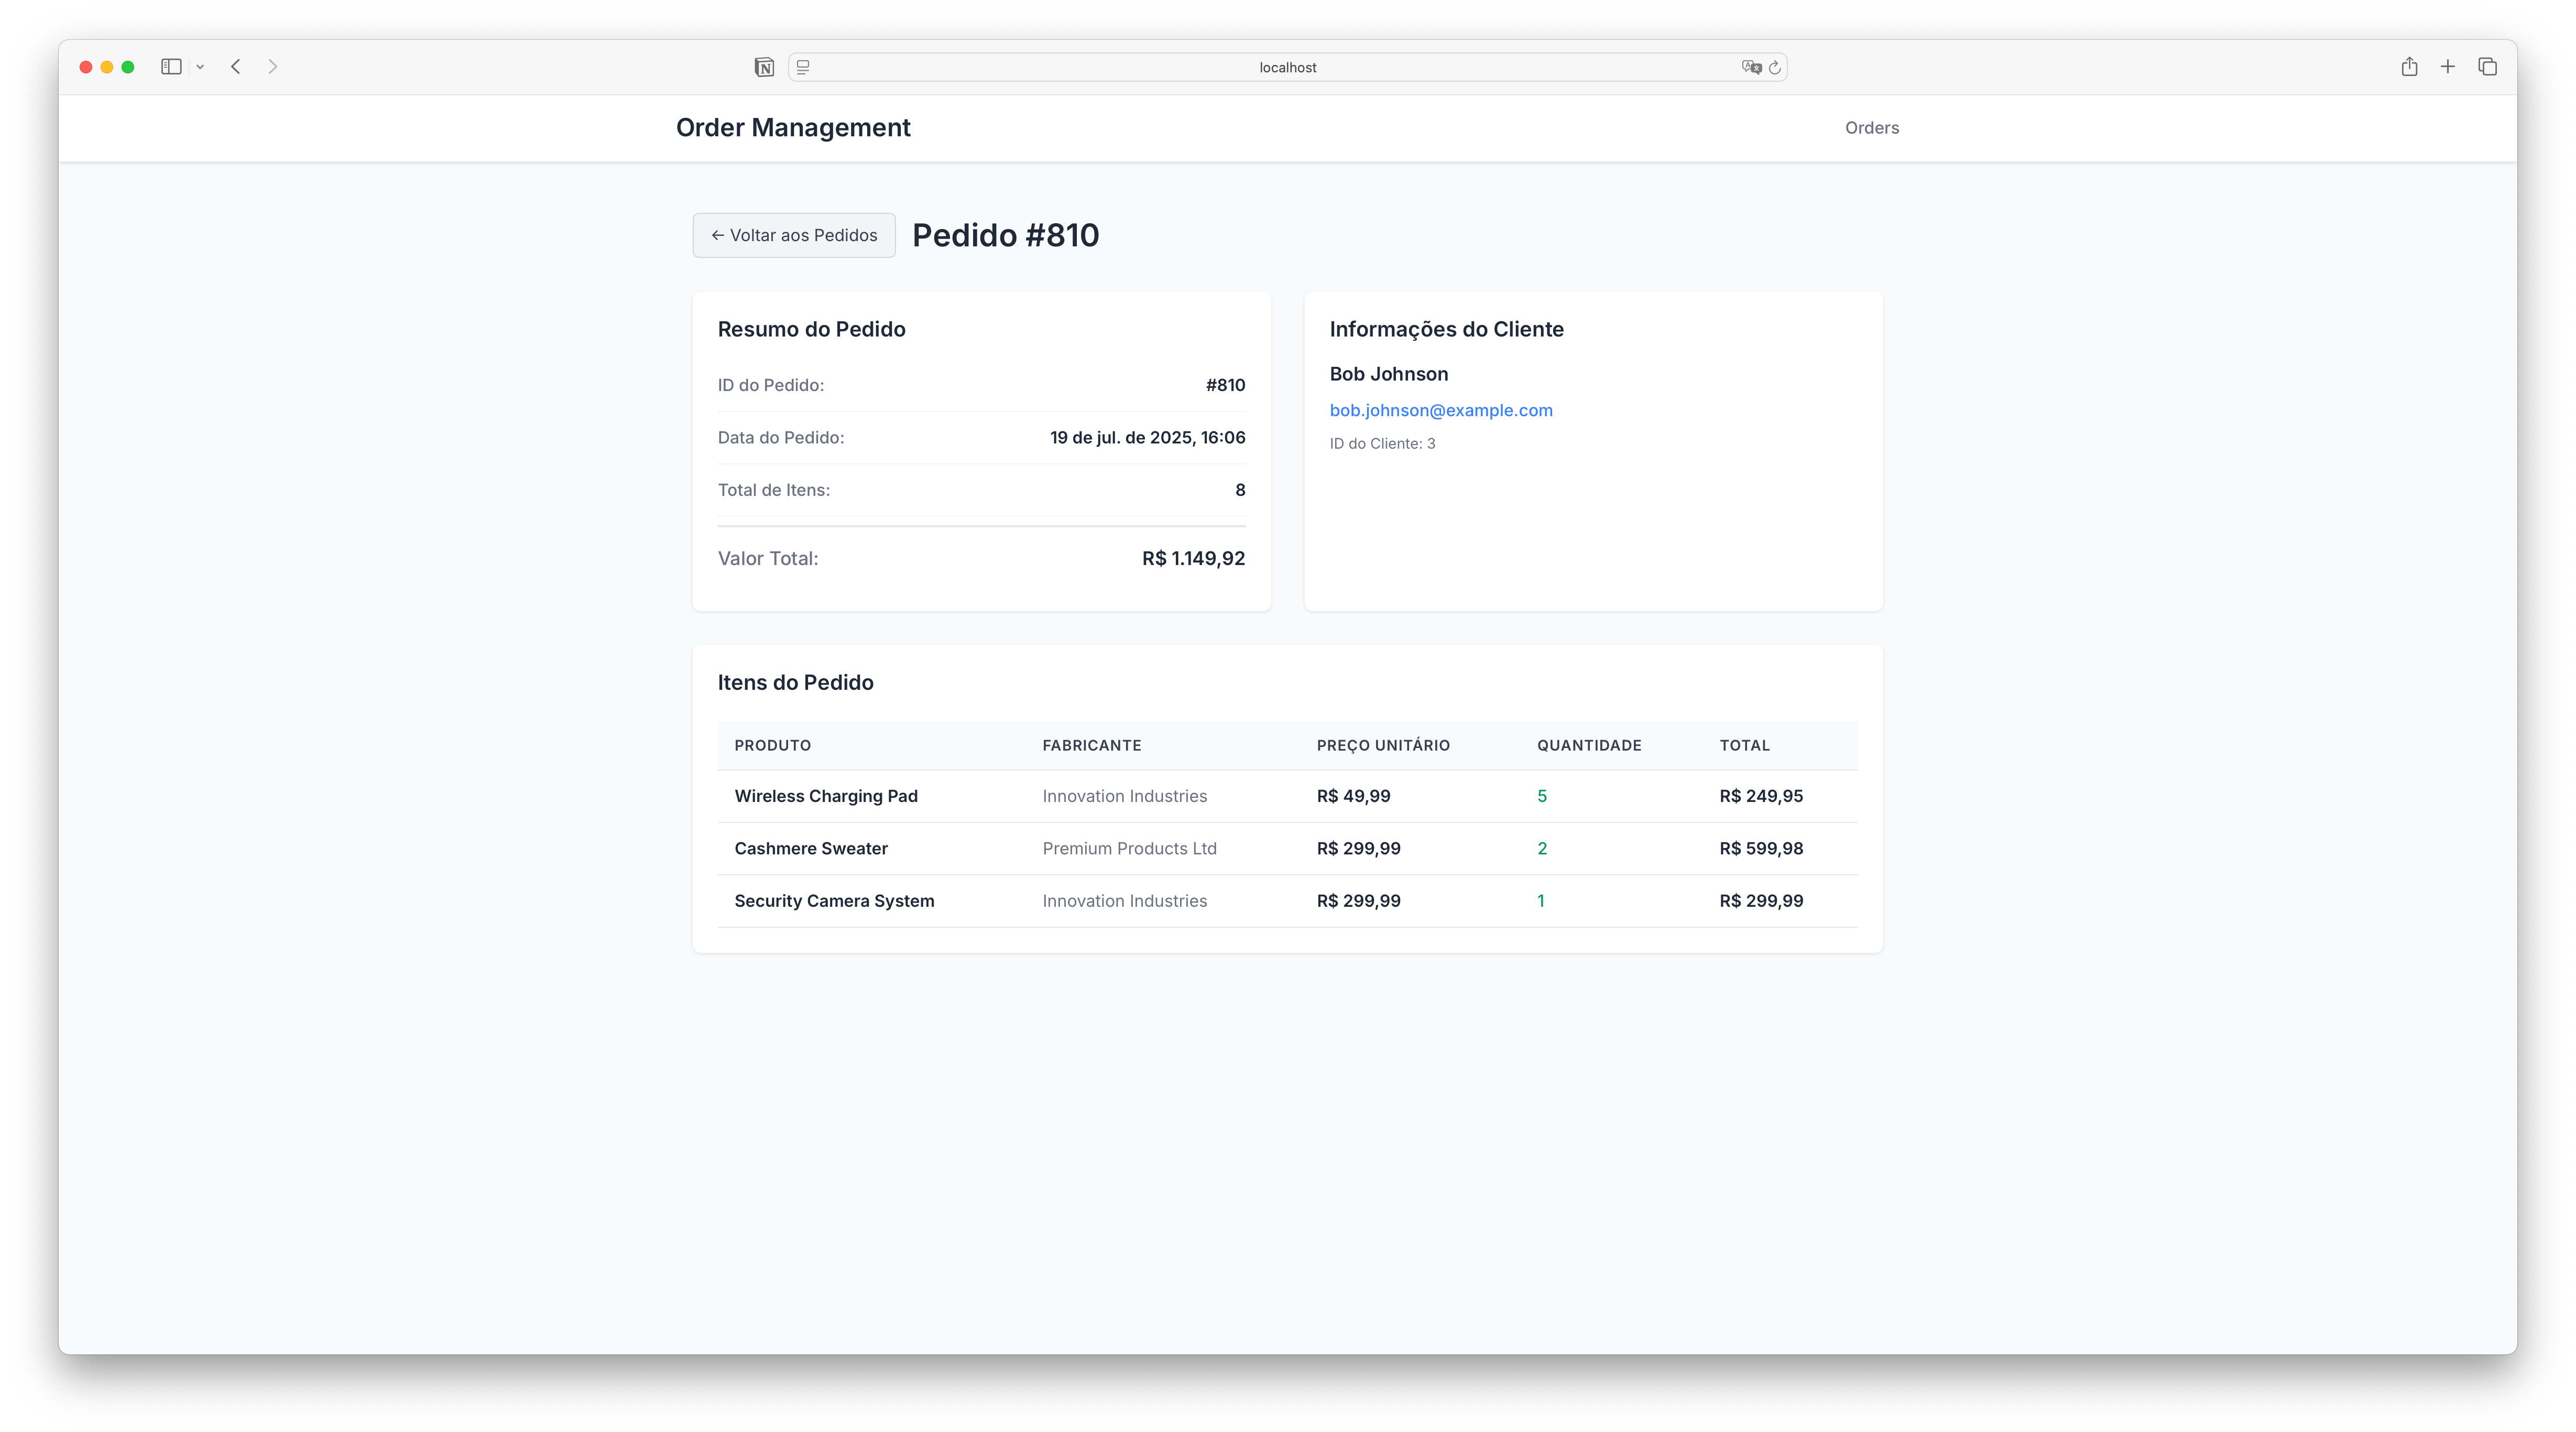 localhost
Order Management
Orders
← Voltar aos Pedidos
Pedido #810
Resumo do Pedido
ID do Pedido: #810
Data do Pedido: 19 de jul. de 2025, 16:06
Total de Itens: 8
Valor Total: R$ 1.149,92
Informações do Cliente
Bob Johnson
bob.johnson@example.com
ID do Cliente: 3
Itens do Pedido
PRODUTO FABRICANTE PREÇO UNITÁRIO QUANTIDADE TOTAL
Wireless Charging Pad Innovation Industries R$ 49,99 5 R$ 249,95
Cashmere Sweater Premium Products Ltd R$ 299,99 2 R$ 599,98
Security Camera System Innovation Industries R$ 299,99 1 R$ 299,99